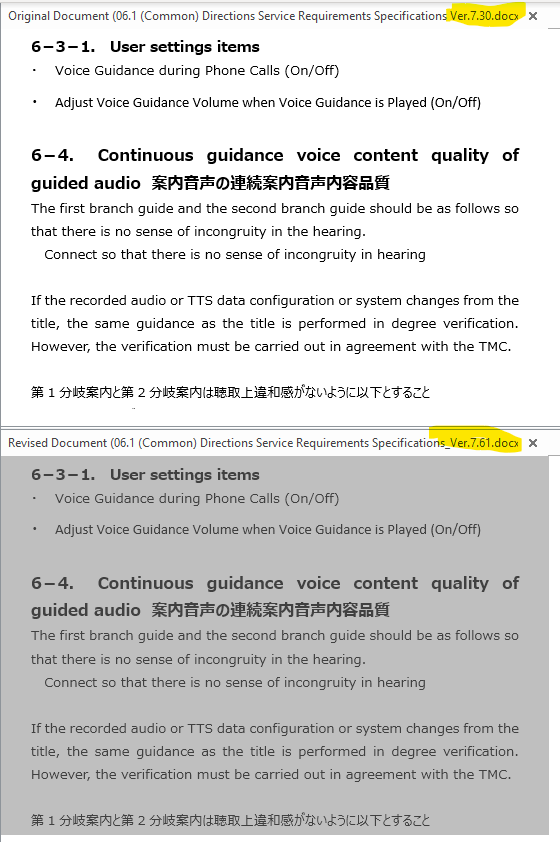 Original Document (06.1 (Common) Directions Service Requirements Specifications_Ver.7.30.docx ×
6－3－1. User settings items
・ Voice Guidance during Phone Calls (On/Off)
・ Adjust Voice Guidance Volume when Voice Guidance is Played (On/Off)
6－4. Continuous guidance voice content quality of
guided audio 案内音声の連続案内音声内容品質
The first branch guide and the second branch guide should be as follows so
that there is no sense of incongruity in the hearing.
Connect so that there is no sense of incongruity in hearing
If the recorded audio or TTS data configuration or system changes from the
title, the same guidance as the title is performed in degree verification.
However, the verification must be carried out in agreement with the TMC.
第１分岐案内と第２分岐案内は聴取上違和感がないように以下とすること
Revised Document (06.1 (Common) Directions Service Requirements Specifications_Ver.7.61.docx ×
6－3－1. User settings items
・ Voice Guidance during Phone Calls (On/Off)
・ Adjust Voice Guidance Volume when Voice Guidance is Played (On/Off)
6－4. Continuous guidance voice content quality of
guided audio 案内音声の連続案内音声内容品質
The first branch guide and the second branch guide should be as follows so
that there is no sense of incongruity in the hearing.
Connect so that there is no sense of incongruity in hearing
If the recorded audio or TTS data configuration or system changes from the
title, the same guidance as the title is performed in degree verification.
However, the verification must be carried out in agreement with the TMC.
第１分岐案内と第２分岐案内は聴取上違和感がないように以下とすること